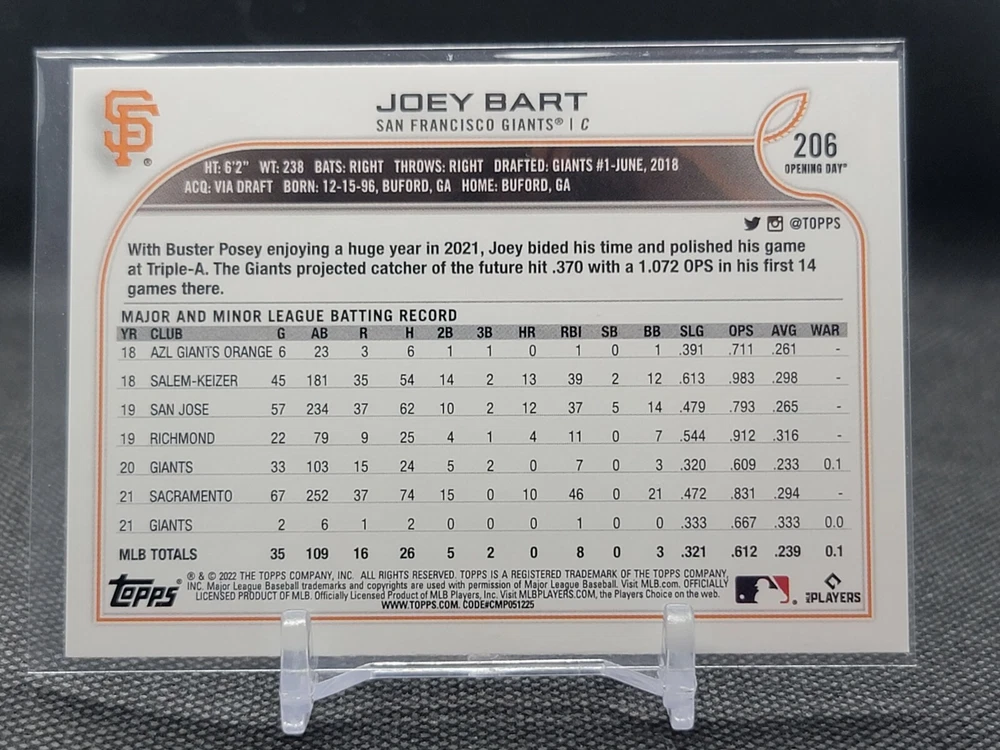 SF ®
JOEY BART
SAN FRANCISCO GIANTS® | C
206
OPENING DAY™
HT: 6'2" WT: 238 BATS: RIGHT THROWS: RIGHT DRAFTED: GIANTS #1-JUNE, 2018
ACQ: VIA DRAFT BORN: 12-15-96, BUFORD, GA HOME: BUFORD, GA
@TOPPS
With Buster Posey enjoying a huge year in 2021, Joey bided his time and polished his game
at Triple-A. The Giants projected catcher of the future hit .370 with a 1.072 OPS in his first 14
games there.
MAJOR AND MINOR LEAGUE BATTING RECORD
YR CLUB G AB R H 2B 3B HR RBI SB BB SLG OPS AVG WAR
18 AZL GIANTS ORANGE 6 23 3 6 1 1 0 1 0 1 .391 .711 .261 -
18 SALEM-KEIZER 45 181 35 54 14 2 13 39 2 12 .613 .983 .298 -
19 SAN JOSE 57 234 37 62 10 2 12 37 5 14 .479 .793 .265 -
19 RICHMOND 22 79 9 25 4 1 4 11 0 7 .544 .912 .316 -
20 GIANTS 33 103 15 24 5 2 0 7 0 3 .320 .609 .233 0.1
21 SACRAMENTO 67 252 37 74 15 0 10 46 0 21 .472 .831 .294 -
21 GIANTS 2 6 1 2 0 0 0 1 0 0 .333 .667 .333 0.0
MLB TOTALS 35 109 16 26 5 2 0 8 0 3 .321 .612 .239 0.1
Topps®
® & © 2022 THE TOPPS COMPANY, INC. ALL RIGHTS RESERVED. TOPPS IS A REGISTERED TRADEMARK OF THE TOPPS COMPANY,
INC. Major League Baseball trademarks and copyrights are used with permission of Major League Baseball. Visit MLB.com. OFFICIALLY
LICENSED PRODUCT OF MLB. Officially Licensed Product of MLB Players, Inc. Visit MLBPLAYERS.COM, the Players Choice on the web.
WWW.TOPPS.COM. CODE#CMP051225
MLB PLAYERS